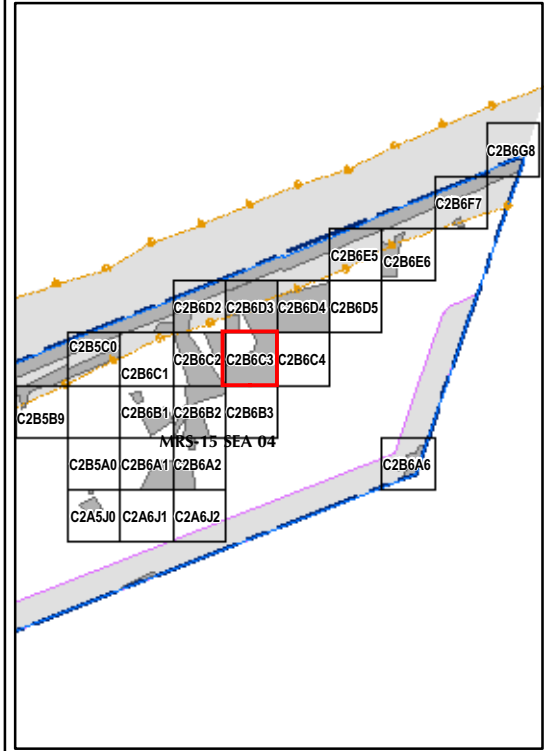 C2B6G8
C2B6F7
C2B6E5
C2B6E6
C2B6D2 C2B6D3 C2B6D4 C2B6D5
C2B5C0 C2B6C1 C2B6C2 C2B6C3 C2B6C4
C2B5B9 C2B6B1 C2B6B2 C2B6B3
MRS-15 SEA 04
C2B5A0 C2B6A1 C2B6A2 C2B6A6
C2A5J0 C2A6J1 C2A6J2